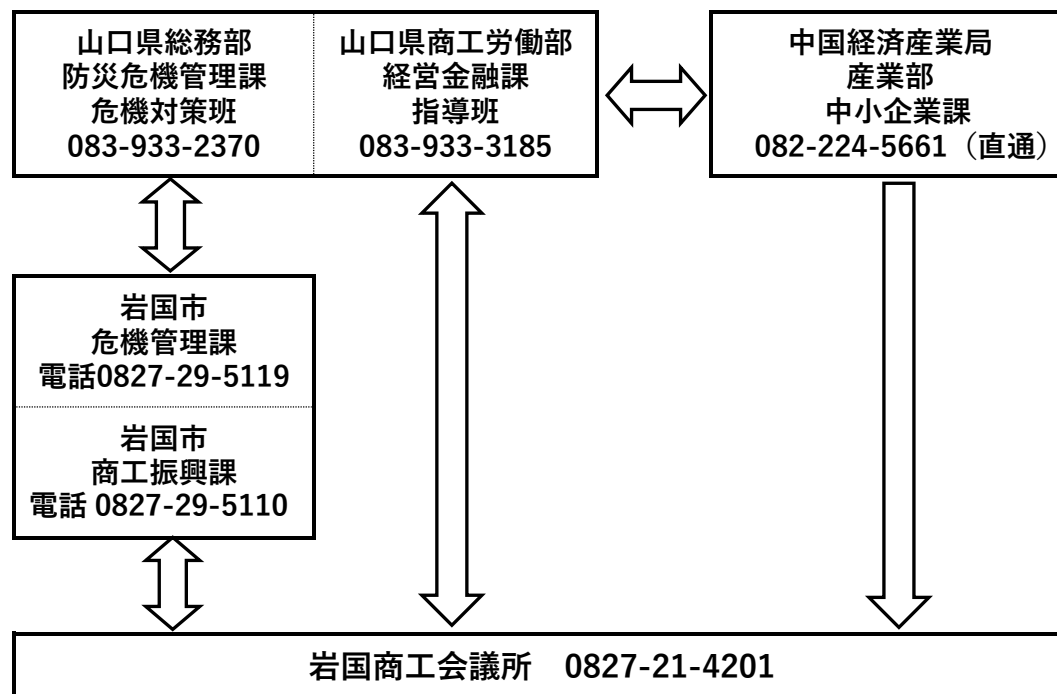 山口県総務部
防災危機管理課
危機対策班
083-933-2370
山口県商工労働部
経営金融課
指導班
083-933-3185
中国経済産業局
産業部
中小企業課
082-224-5661（直通）
岩国市
危機管理課
電話0827-29-5119
岩国市
商工振興課
電話 0827-29-5110
岩国商工会議所　0827-21-4201